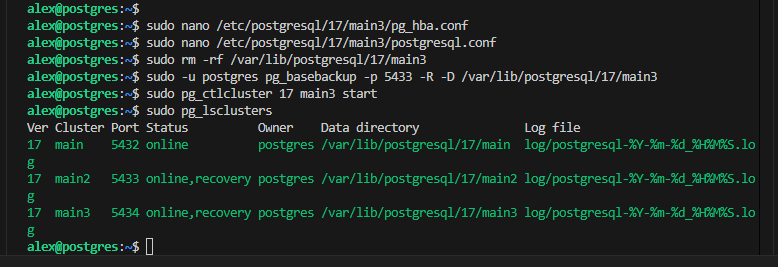 alex@postgres:~$
alex@postgres:~$ sudo nano /etc/postgresql/17/main3/pg_hba.conf
alex@postgres:~$ sudo nano /etc/postgresql/17/main3/postgresql.conf
alex@postgres:~$ sudo rm -rf /var/lib/postgresql/17/main3
alex@postgres:~$ sudo -u postgres pg_basebackup -p 5433 -R -D /var/lib/postgresql/17/main3
alex@postgres:~$ sudo pg_ctlcluster 17 main3 start
alex@postgres:~$ sudo pg_lsclusters
Ver Cluster Port Status          Owner    Data directory               Log file
17  main    5432 online          postgres /var/lib/postgresql/17/main  log/postgresql-%Y-%m-%d_%H%M%S.lo
g
17  main2   5433 online,recovery postgres /var/lib/postgresql/17/main2 log/postgresql-%Y-%m-%d_%H%M%S.lo
g
17  main3   5434 online,recovery postgres /var/lib/postgresql/17/main3 log/postgresql-%Y-%m-%d_%H%M%S.lo
g
alex@postgres:~$